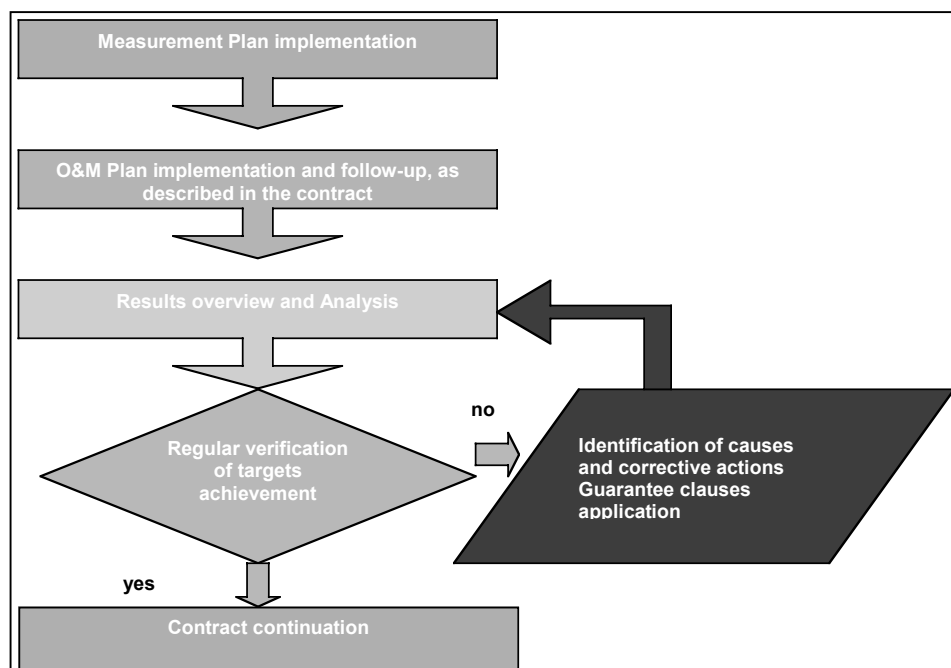 Measurement Plan implementation
O&M Plan implementation and follow-up, as
described in the contract
Results overview and Analysis
Regular verification
of targets
achievement
no
Identification of causes
and corrective actions
Guarantee clauses
application
yes
Contract continuation